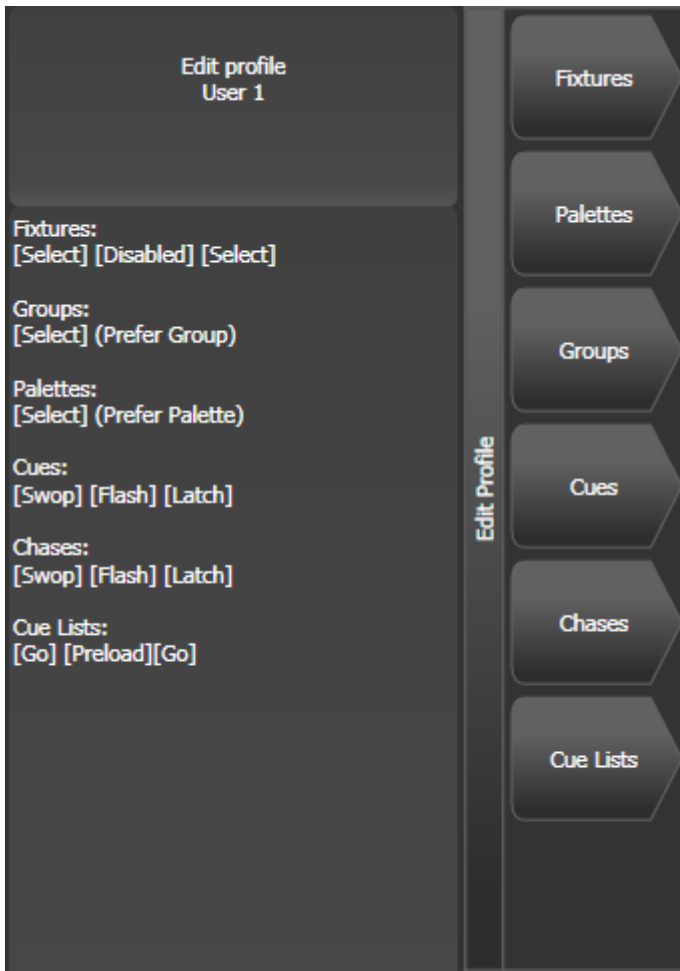 Edit profile
User 1
Fixtures:
[Select] [Disabled] [Select]
Groups:
[Select] (Prefer Group)
Palettes:
[Select] (Prefer Palette)
Cues:
[Swop] [Flash] [Latch]
Chases:
[Swop] [Flash] [Latch]
Cue Lists:
[Go] [Preload][Go]
Edit Profile
Fixtures
Palettes
Groups
Cues
Chases
Cue Lists